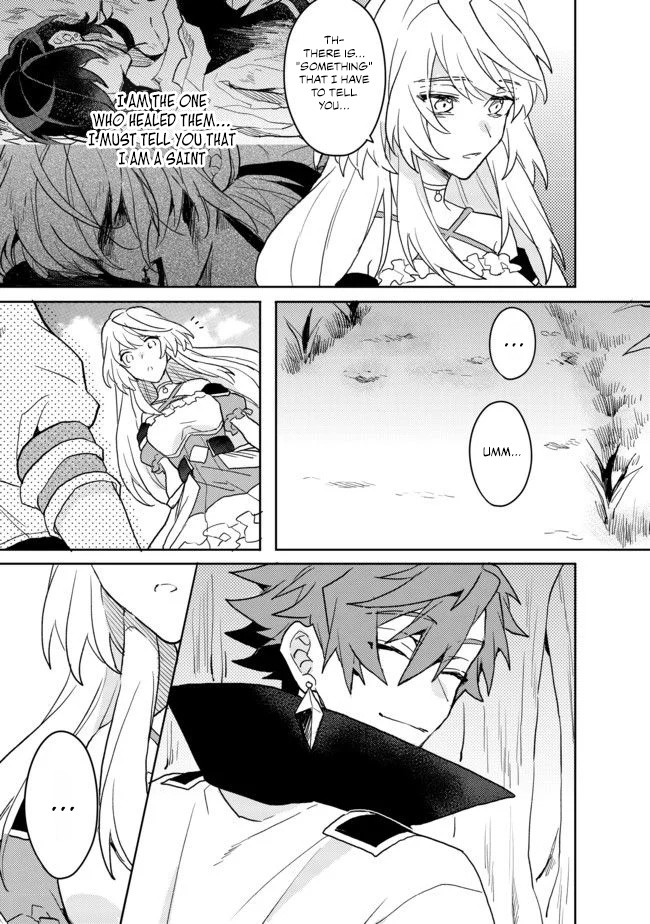 TH-
THERE IS...
"SOMETHING"
THAT I HAVE
TO TELL
YOU...
I AM THE ONE
WHO HEALED THEM...
I MUST TELL YOU THAT
I AM A SAINT
...
UMM...
...